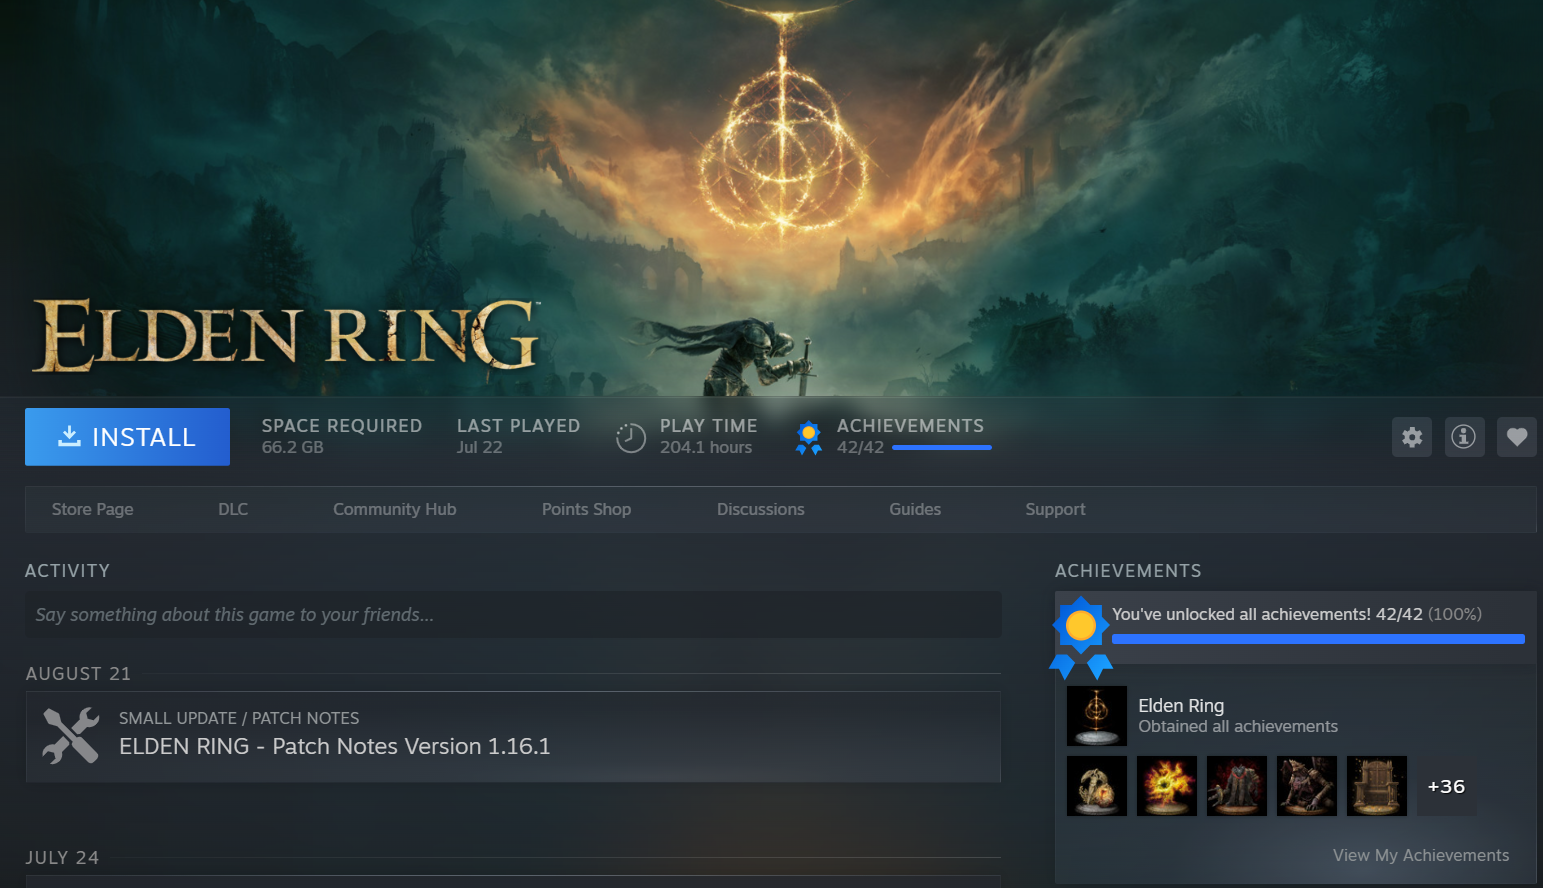 ELDEN RING™
INSTALL
SPACE REQUIRED
66.2 GB
LAST PLAYED
Jul 22
PLAY TIME
204.1 hours
ACHIEVEMENTS
42/42
Store Page
DLC
Community Hub
Points Shop
Discussions
Guides
Support
ACTIVITY
Say something about this game to your friends...
AUGUST 21
SMALL UPDATE / PATCH NOTES
ELDEN RING - Patch Notes Version 1.16.1
JULY 24
ACHIEVEMENTS
You've unlocked all achievements! 42/42 (100%)
Elden Ring
Obtained all achievements
+36
View My Achievements